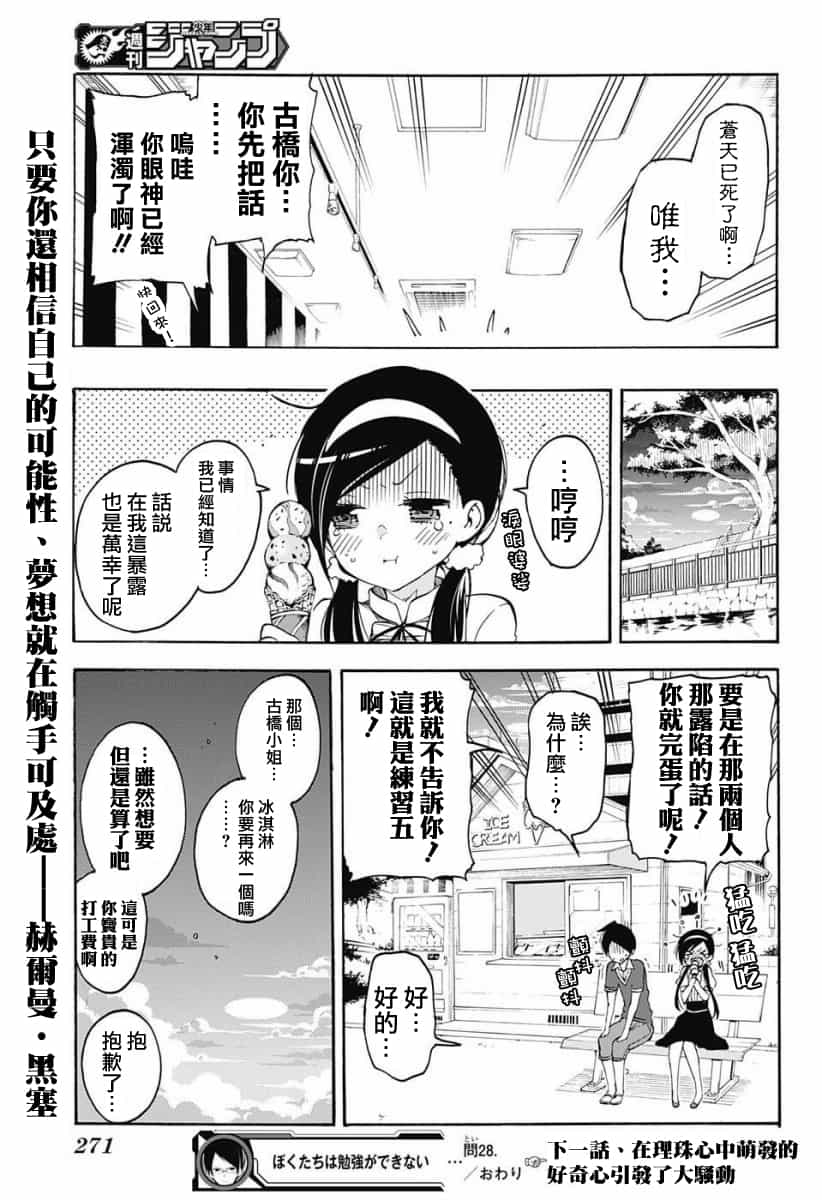 週刊
少年
ジャンプ
蒼天已死了啊…
唯我…
古橋你…
你先把話
……
嗚哇
你眼神已經
渾濁了啊!!
快回來!
…哼哼
淚眼婆娑
事情
我已經知道了…
話説
在我這暴露
也是萬幸了呢
要是在那兩個人
那露陷的話!
你就完蛋了呢!
誒…
為什麼…?
我就不告訴你!
這就是練習五
啊!
ICE
CREAM
猛吃
猛吃
顫抖
顫抖
好…
好的…
那個…
古橋小姐…
冰淇淋
你要再來一個嗎
……?
…雖然想要
但還是算了吧
這可是
你寶貴的
打工費啊
抱
抱歉了…
只要你還相信自己的可能性、夢想就在觸手可及處——赫爾曼·黑塞
271
ぼくたちは勉強ができない
…
問28.
とい
/おわり
下一話、在理珠心中萌發的
好奇心引發了大騷動